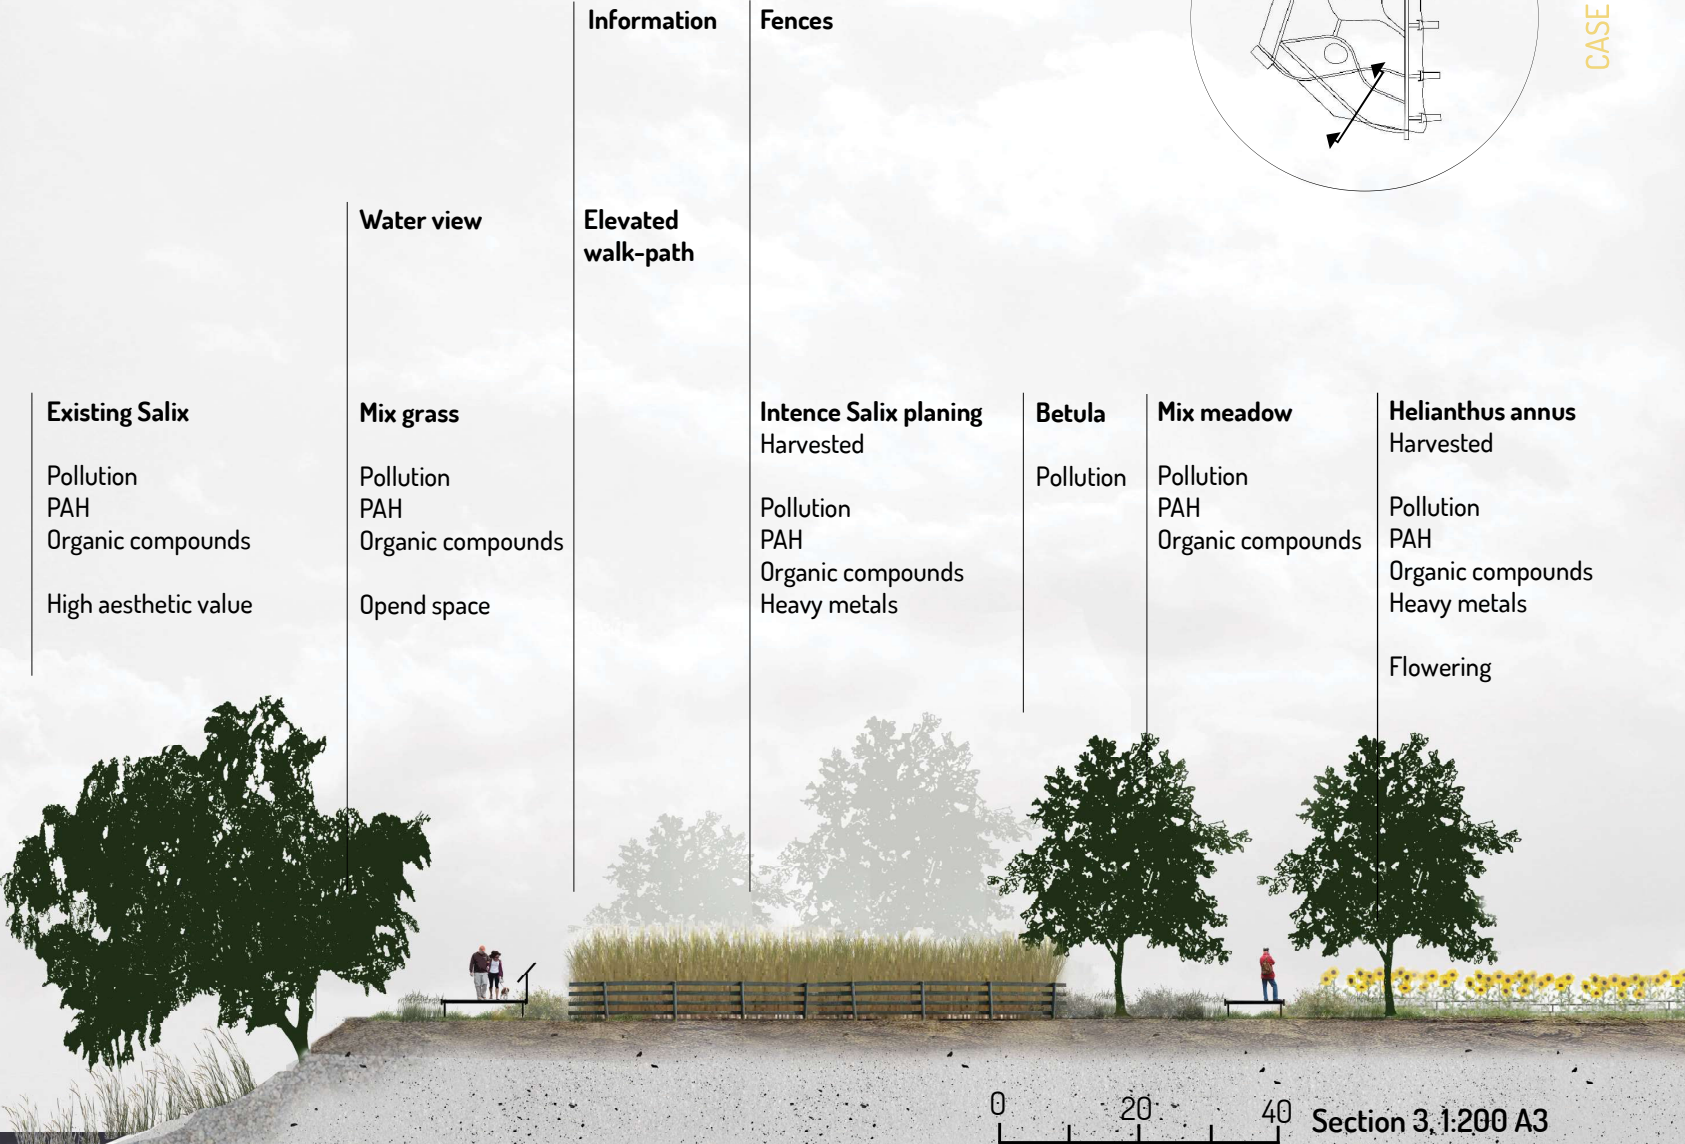 Information
Fences
CASE
Water view
Elevated
walk-path
Existing Salix
Pollution
PAH
Organic compounds
High aesthetic value
Mix grass
Pollution
PAH
Organic compounds
Opend space
Intence Salix planing
Harvested
Pollution
PAH
Organic compounds
Heavy metals
Betula
Pollution
Mix meadow
Pollution
PAH
Organic compounds
Helianthus annus
Harvested
Pollution
PAH
Organic compounds
Heavy metals
Flowering
0 20 40
Section 3, 1:200 A3